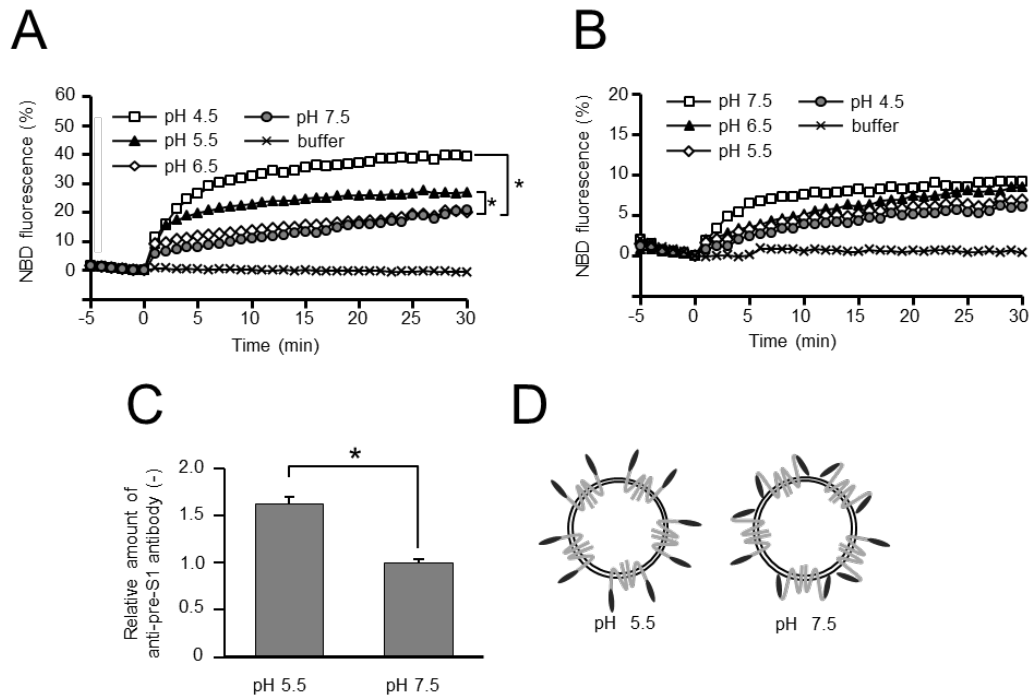 A
NBD fluorescence (%)
60
50
40
30
20
10
0
pH 4.5
pH 5.5
pH 6.5
pH 7.5
buffer
*
*
-5 0 5 10 15 20 25 30
Time (min)
B
NBD fluorescence (%)
20
15
10
5
0
pH 7.5
pH 6.5
pH 5.5
pH 4.5
buffer
-5 0 5 10 15 20 25 30
Time (min)
C
Relative amount of
anti-pre-S1 antibody (-)
2.0
1.5
1.0
0.5
0
*
pH 5.5 pH 7.5
D
pH 5.5 pH 7.5